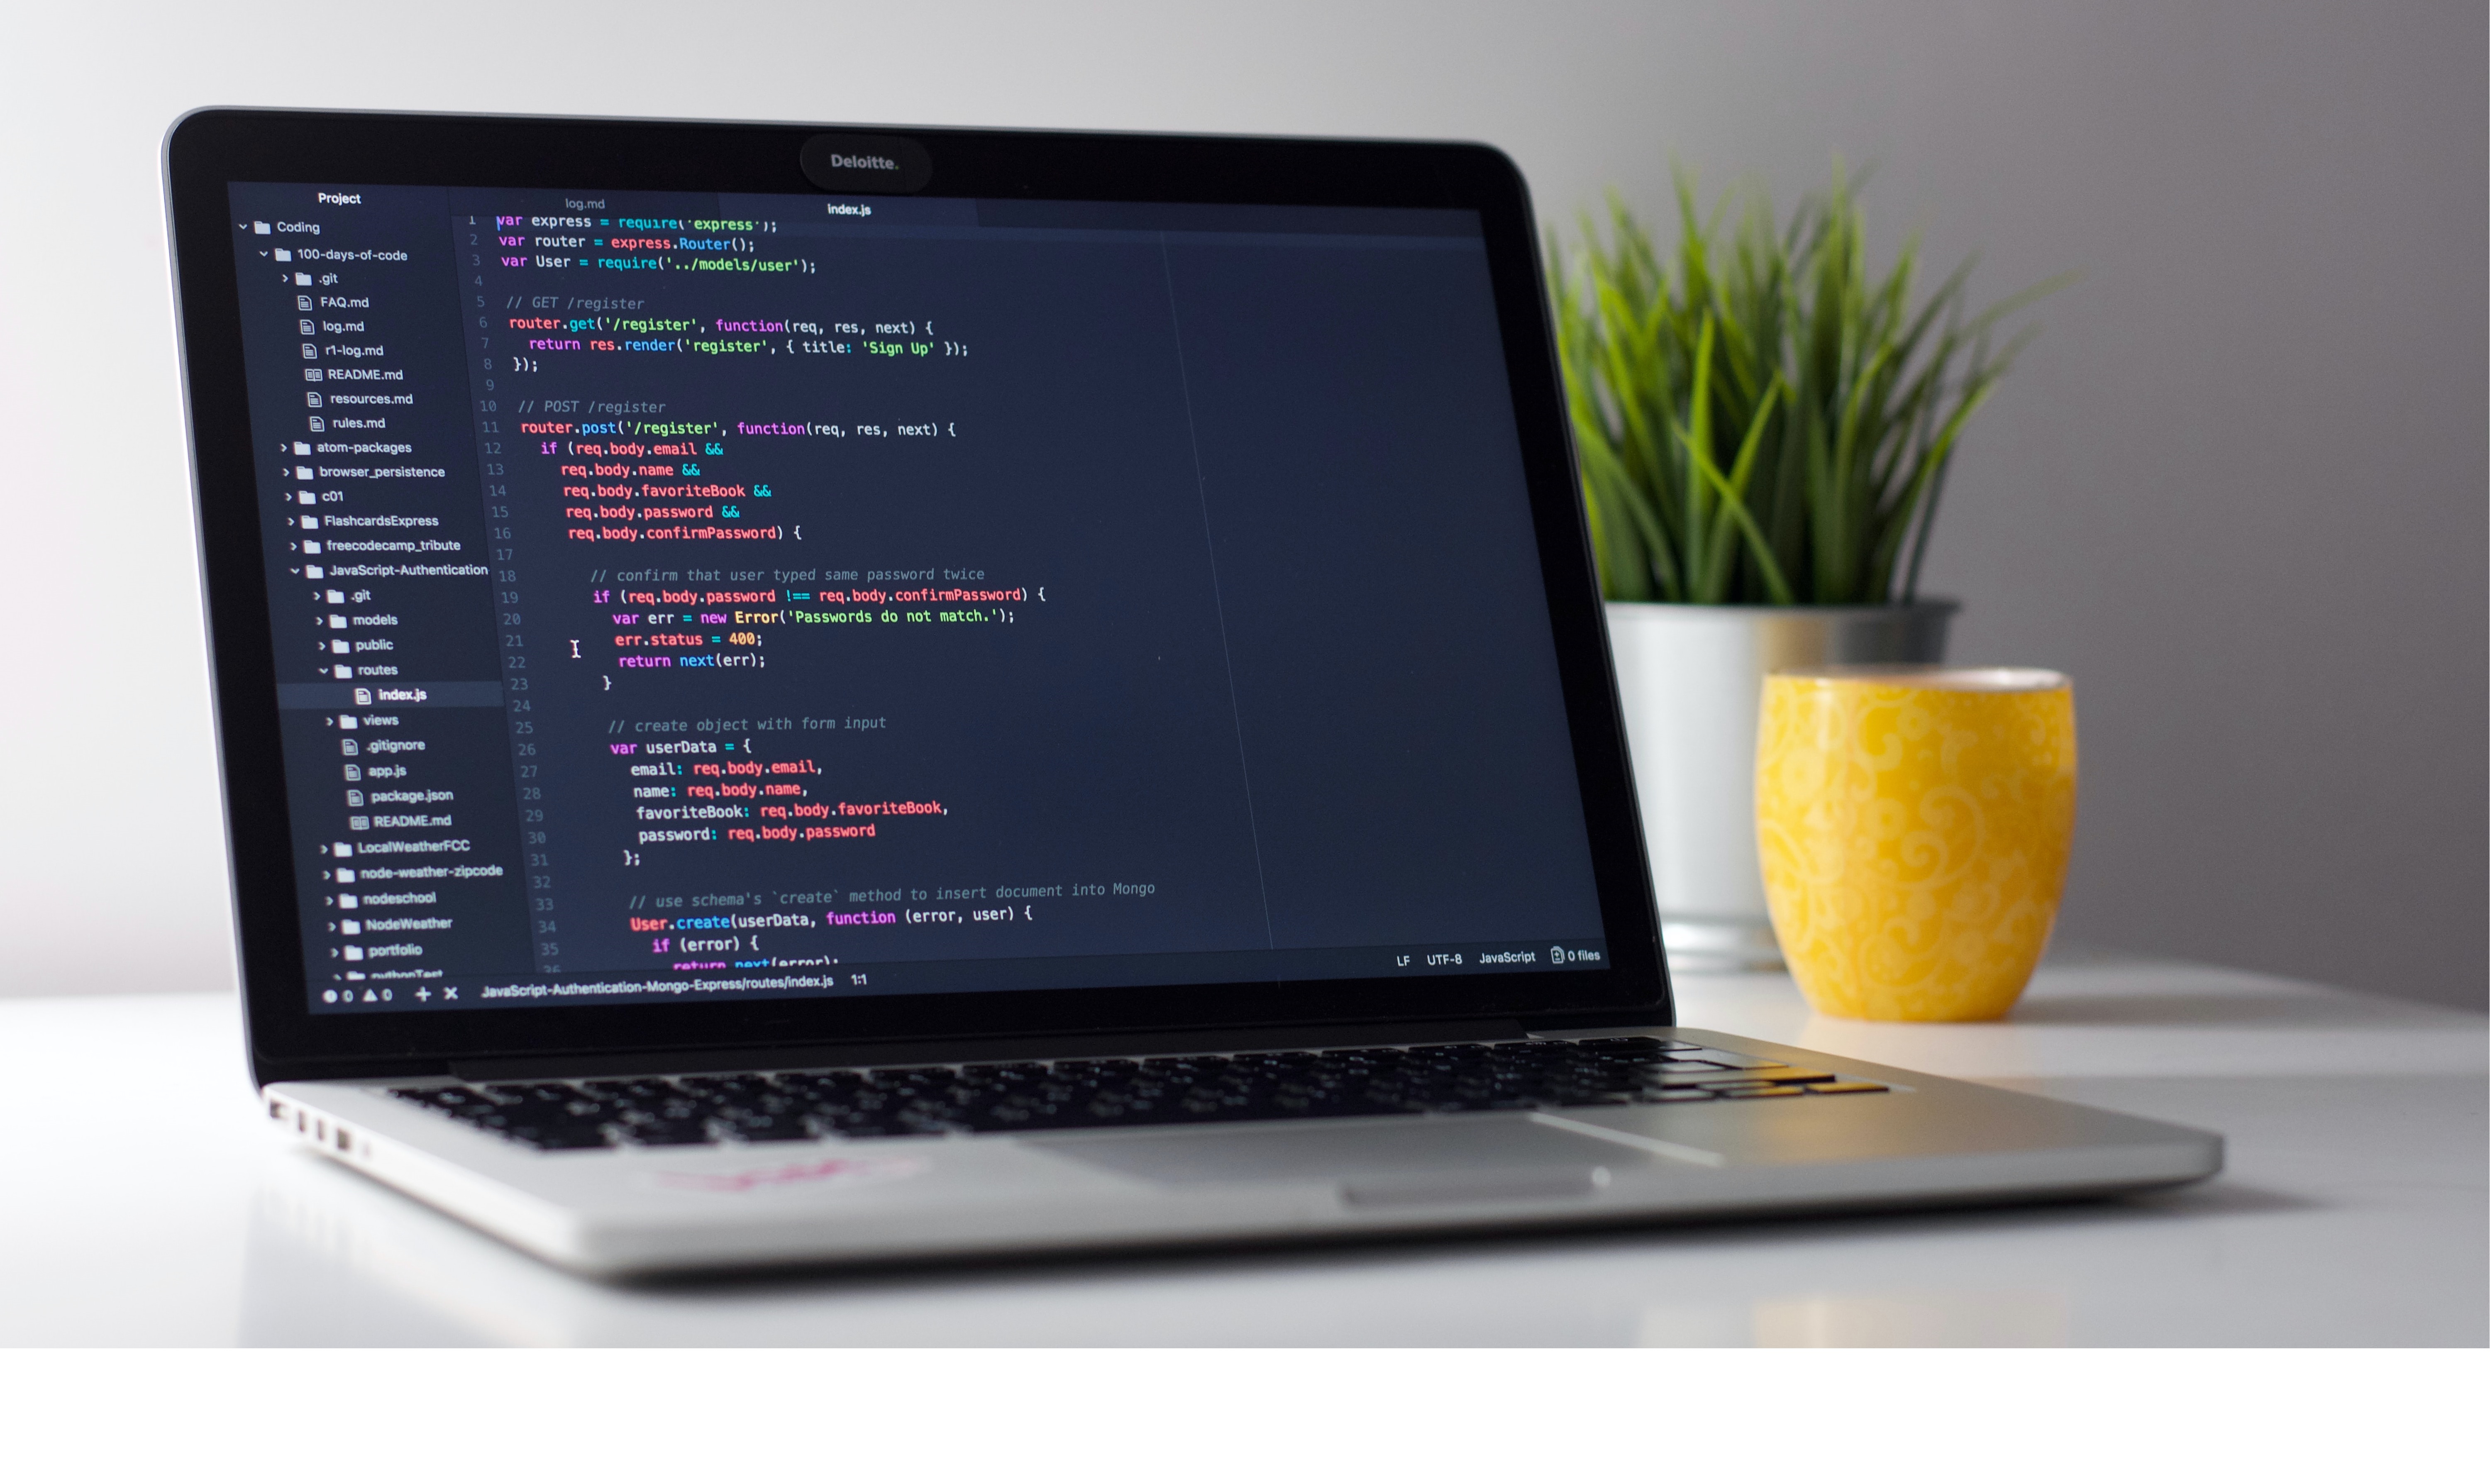 Deloitte.
Project
log.md
index.js
Coding
100-days-of-code
.git
FAQ.md
log.md
r1-log.md
README.md
resources.md
rules.md
atom-packages
browser_persistence
c01
FlashcardsExpress
freecodecamp_tribute
JavaScript-Authentication
.git
models
public
routes
index.js
views
.gitignore
app.js
package.json
README.md
LocalWeatherFCC
node-weather-zipcode
nodeschool
NodeWeather
portfolio
pythonTest
1 var express = require('express');
2 var router = express.Router();
3 var User = require('../models/user');
4
5 // GET /register
6 router.get('/register', function(req, res, next) {
7 return res.render('register', { title: 'Sign Up' });
8 });
9
10 // POST /register
11 router.post('/register', function(req, res, next) {
12 if (req.body.email &&
13 req.body.name &&
14 req.body.favoriteBook &&
15 req.body.password &&
16 req.body.confirmPassword) {
17
18 // confirm that user typed same password twice
19 if (req.body.password !== req.body.confirmPassword) {
20 var err = new Error('Passwords do not match.');
21 err.status = 400;
22 return next(err);
23 }
24
25 // create object with form input
26 var userData = {
27 email: req.body.email,
28 name: req.body.name,
29 favoriteBook: req.body.favoriteBook,
30 password: req.body.password
31 };
32
33 // use schema's `create` method to insert document into Mongo
34 User.create(userData, function (error, user) {
35 if (error) {
36 return next(error);
0 0 JavaScript-Authentication-Mongo-Express/routes/index.js 1:1 LF UTF-8 JavaScript 0 files